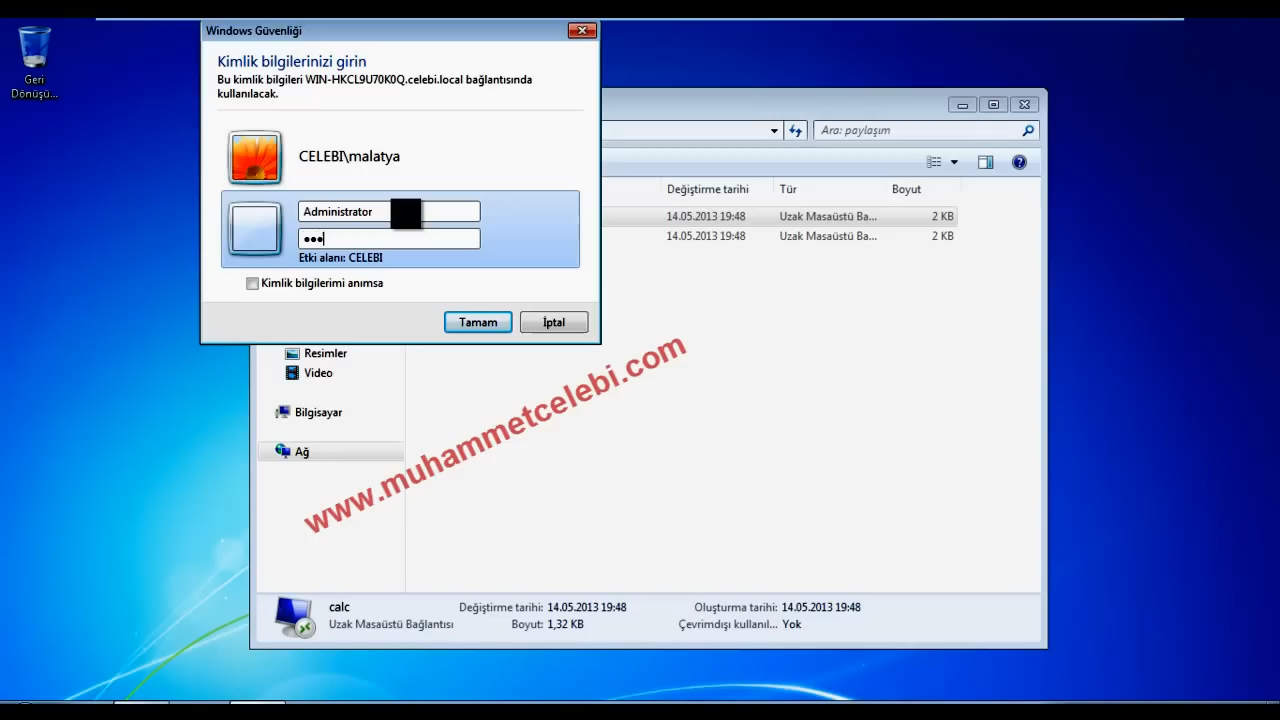 Geri
Dönüşü...
Windows Güvenliği
Kimlik bilgilerinizi girin
Bu kimlik bilgileri WIN-HKCL9U70K0Q.celebi.local bağlantısında
kullanılacak.
CELEBI\malatya
Administrator
Etki alanı: CELEBI
Kimlik bilgilerimi anımsa
Tamam
İptal
Ara: paylaşım
Değiştirme tarihi
Tür
Boyut
14.05.2013 19:48
Uzak Masaüstü Ba...
2 KB
14.05.2013 19:48
Uzak Masaüstü Ba...
2 KB
Resimler
Video
Bilgisayar
Ağ
www.muhammetcelebi.com
calc
Değiştirme tarihi: 14.05.2013 19:48
Oluşturma tarihi: 14.05.2013 19:48
Uzak Masaüstü Bağlantısı
Boyut: 1,32 KB
Çevrimdışı kullanıl... Yok